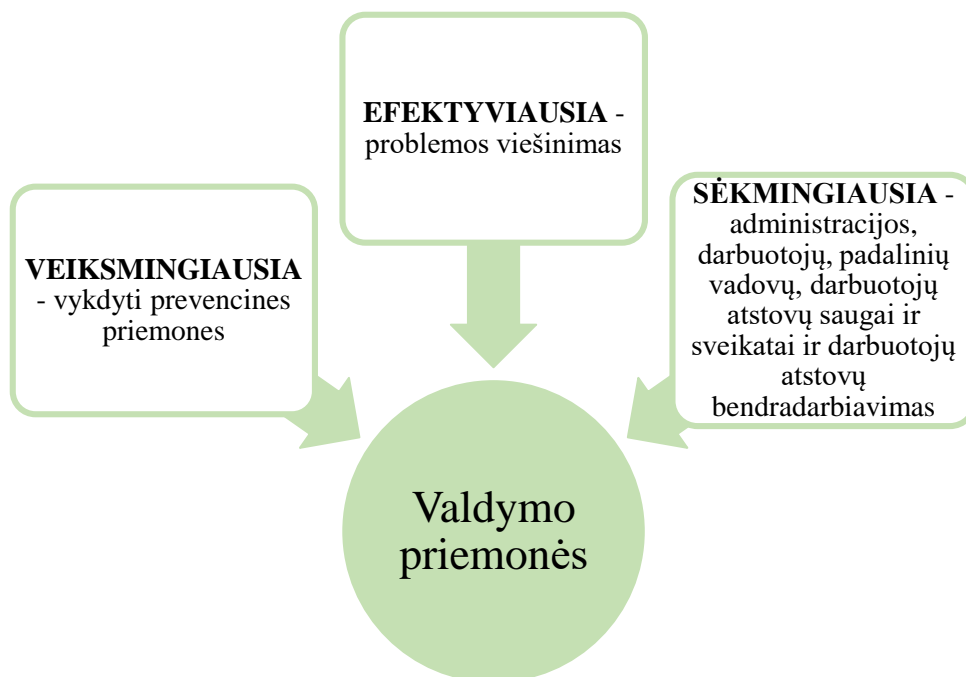 EFEKTYVIAUSIA -
problemos viešinimas
VEIKSMINGIAUSIA
- vykdyti prevencines
priemones
SĖKMINGIAUSIA -
administracijos,
darbuotojų, padalinių
vadovų, darbuotojų
atstovų saugai ir
sveikatai ir darbuotojų
atstovų
bendradarbiavimas
Valdymo
priemonės